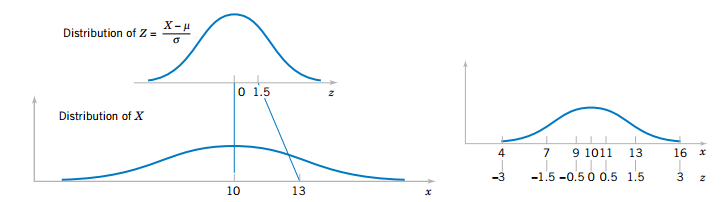 Distribution of Z = X – μ / σ
0 1.5 z
Distribution of X
10 13 x
4 7 9 10 11 13 16 x
–3 –1.5 –0.5 0 0.5 1.5 3 z